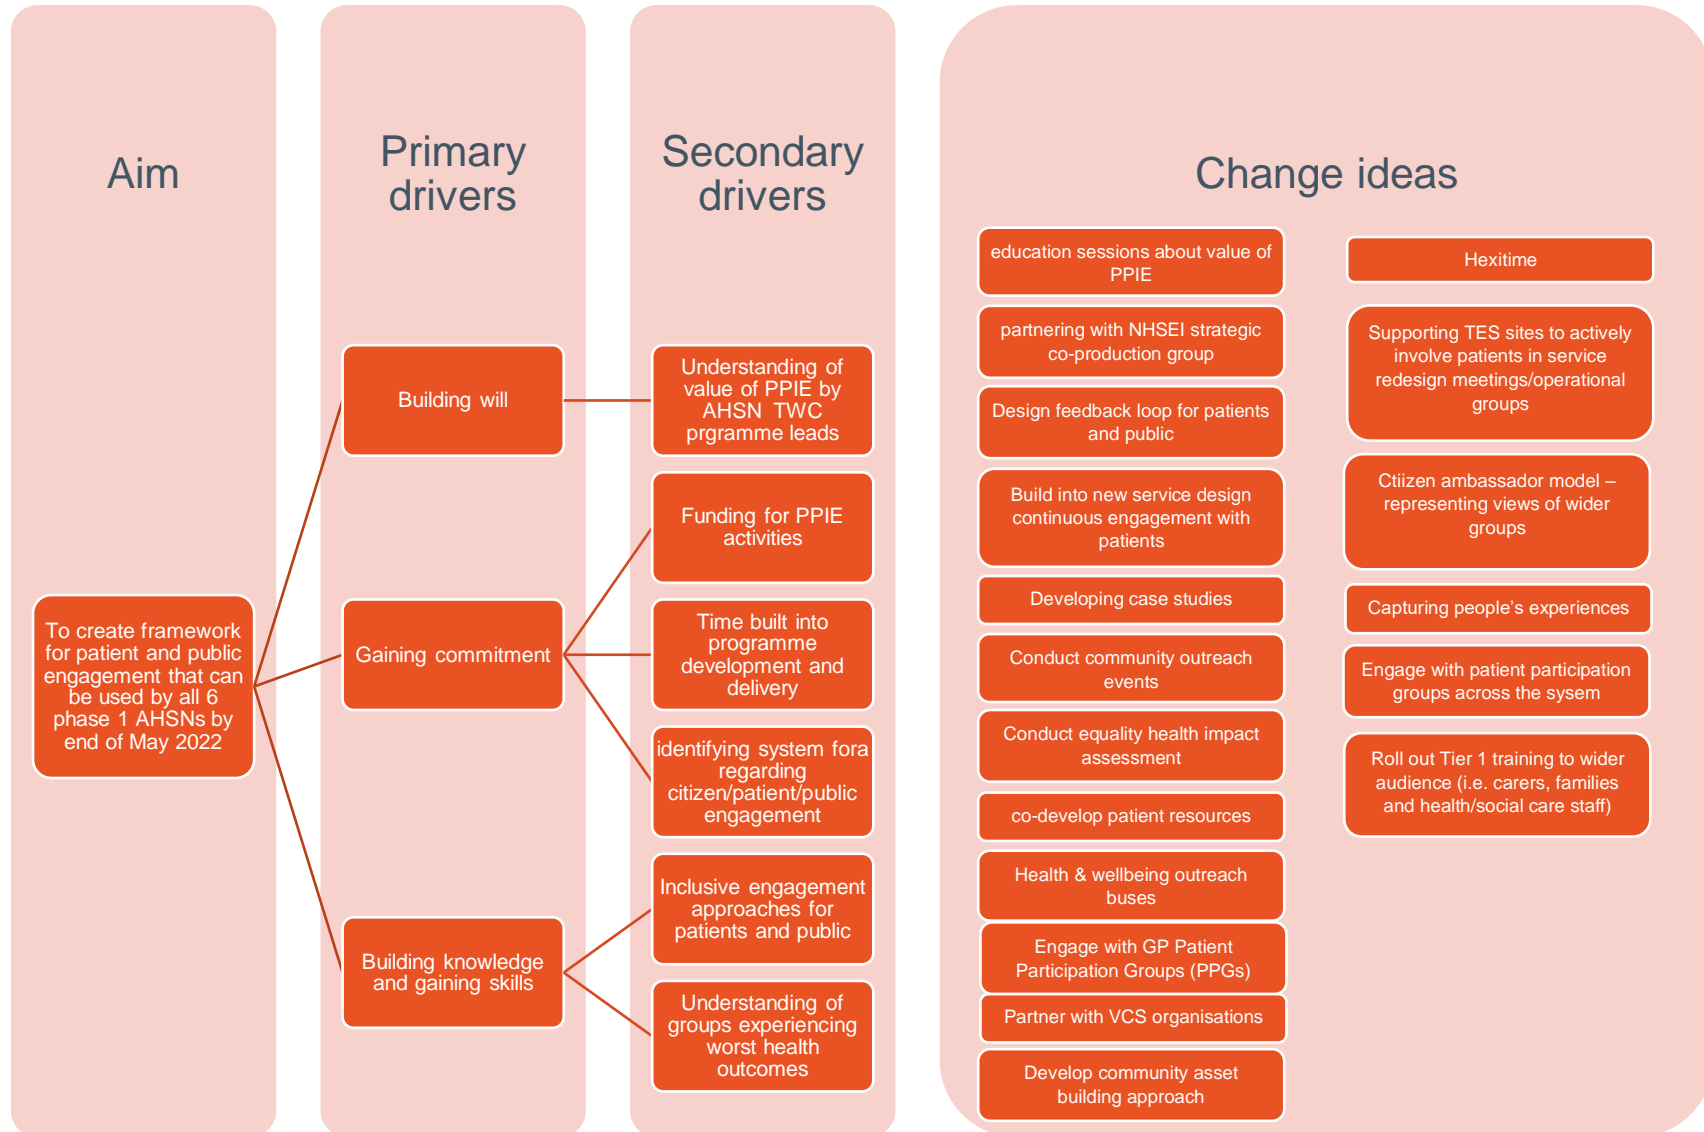 Aim
To create framework
for patient and public
engagement that can
be used by all 6
phase 1 AHSNs by
end of May 2022
Primary
drivers
Building will
Gaining commitment
Building knowledge
and gaining skills
Secondary
drivers
Understanding of
value of PPIE by
AHSN TWC
prgramme leads
Funding for PPIE
activities
Time built into
programme
development and
delivery
identifying system fora
regarding
citizen/patient/public
engagement
Inclusive engagement
approaches for
patients and public
Understanding of
groups experiencing
worst health
outcomes
Change ideas
education sessions about value of
PPIE
partnering with NHSEI strategic
co-production group
Design feedback loop for patients
and public
Build into new service design
continuous engagement with
patients
Developing case studies
Conduct community outreach
events
Conduct equality health impact
assessment
co-develop patient resources
Health & wellbeing outreach
buses
Engage with GP Patient
Participation Groups (PPGs)
Partner with VCS organisations
Develop community asset
building approach
Hexitime
Supporting TES sites to actively
involve patients in service
redesign meetings/operational
groups
Ctiizen ambassador model –
representing views of wider
groups
Capturing people's experiences
Engage with patient participation
groups across the sysem
Roll out Tier 1 training to wider
audience (i.e. carers, families
and health/social care staff)